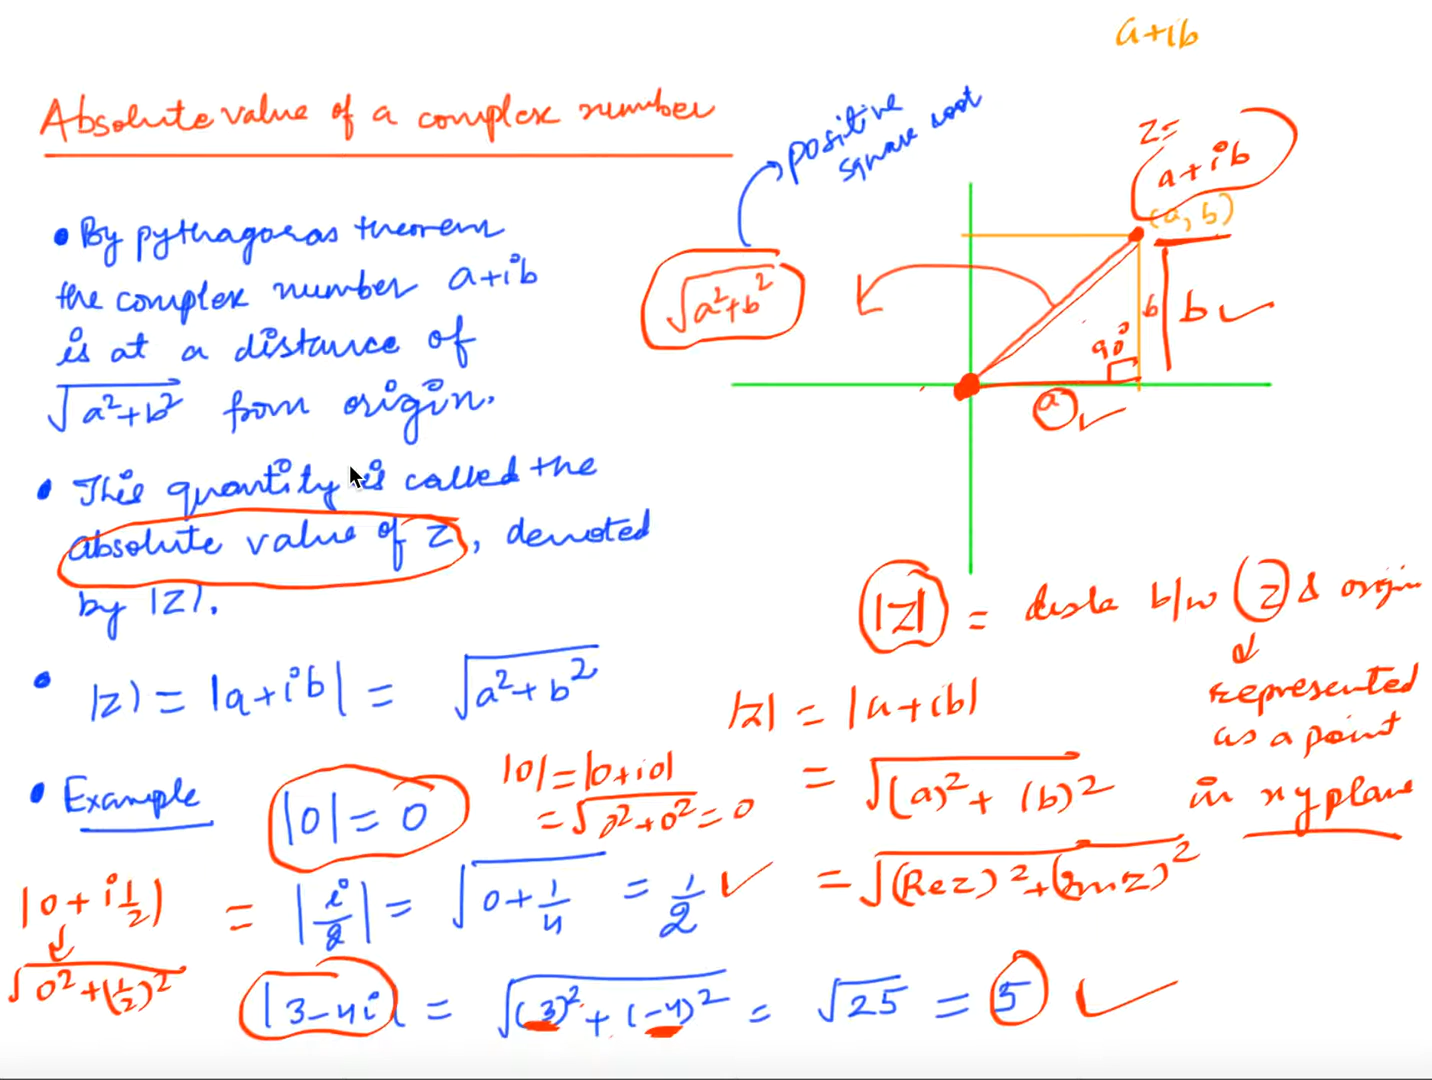 a+ib
Absolute value of a complex number
positive
square root
z=
a+ib
(a, b)
• By pythagoras theorem
the complex number a+ib
is at a distance of
√a²+b² from origin.
√a²+b²
b b
90°
a
• This quantity is called the
absolute value of z, denoted
by |z|.
|z| = dista b/w z & origin
represented
as a point
in xy plane
• |z| = |a+ib| = √a²+b²
|z| = |a+ib|
= √(a)²+(b)²
= √(Re z)²+(Im z)²
• Example |0| = 0
|0| = |0+i0|
= √0²+0² = 0
|0+i½| = |i/2| = √0+¼ = ½
√0²+(½)²
|3-4i| = √(3)²+(-4)² = √25 = 5